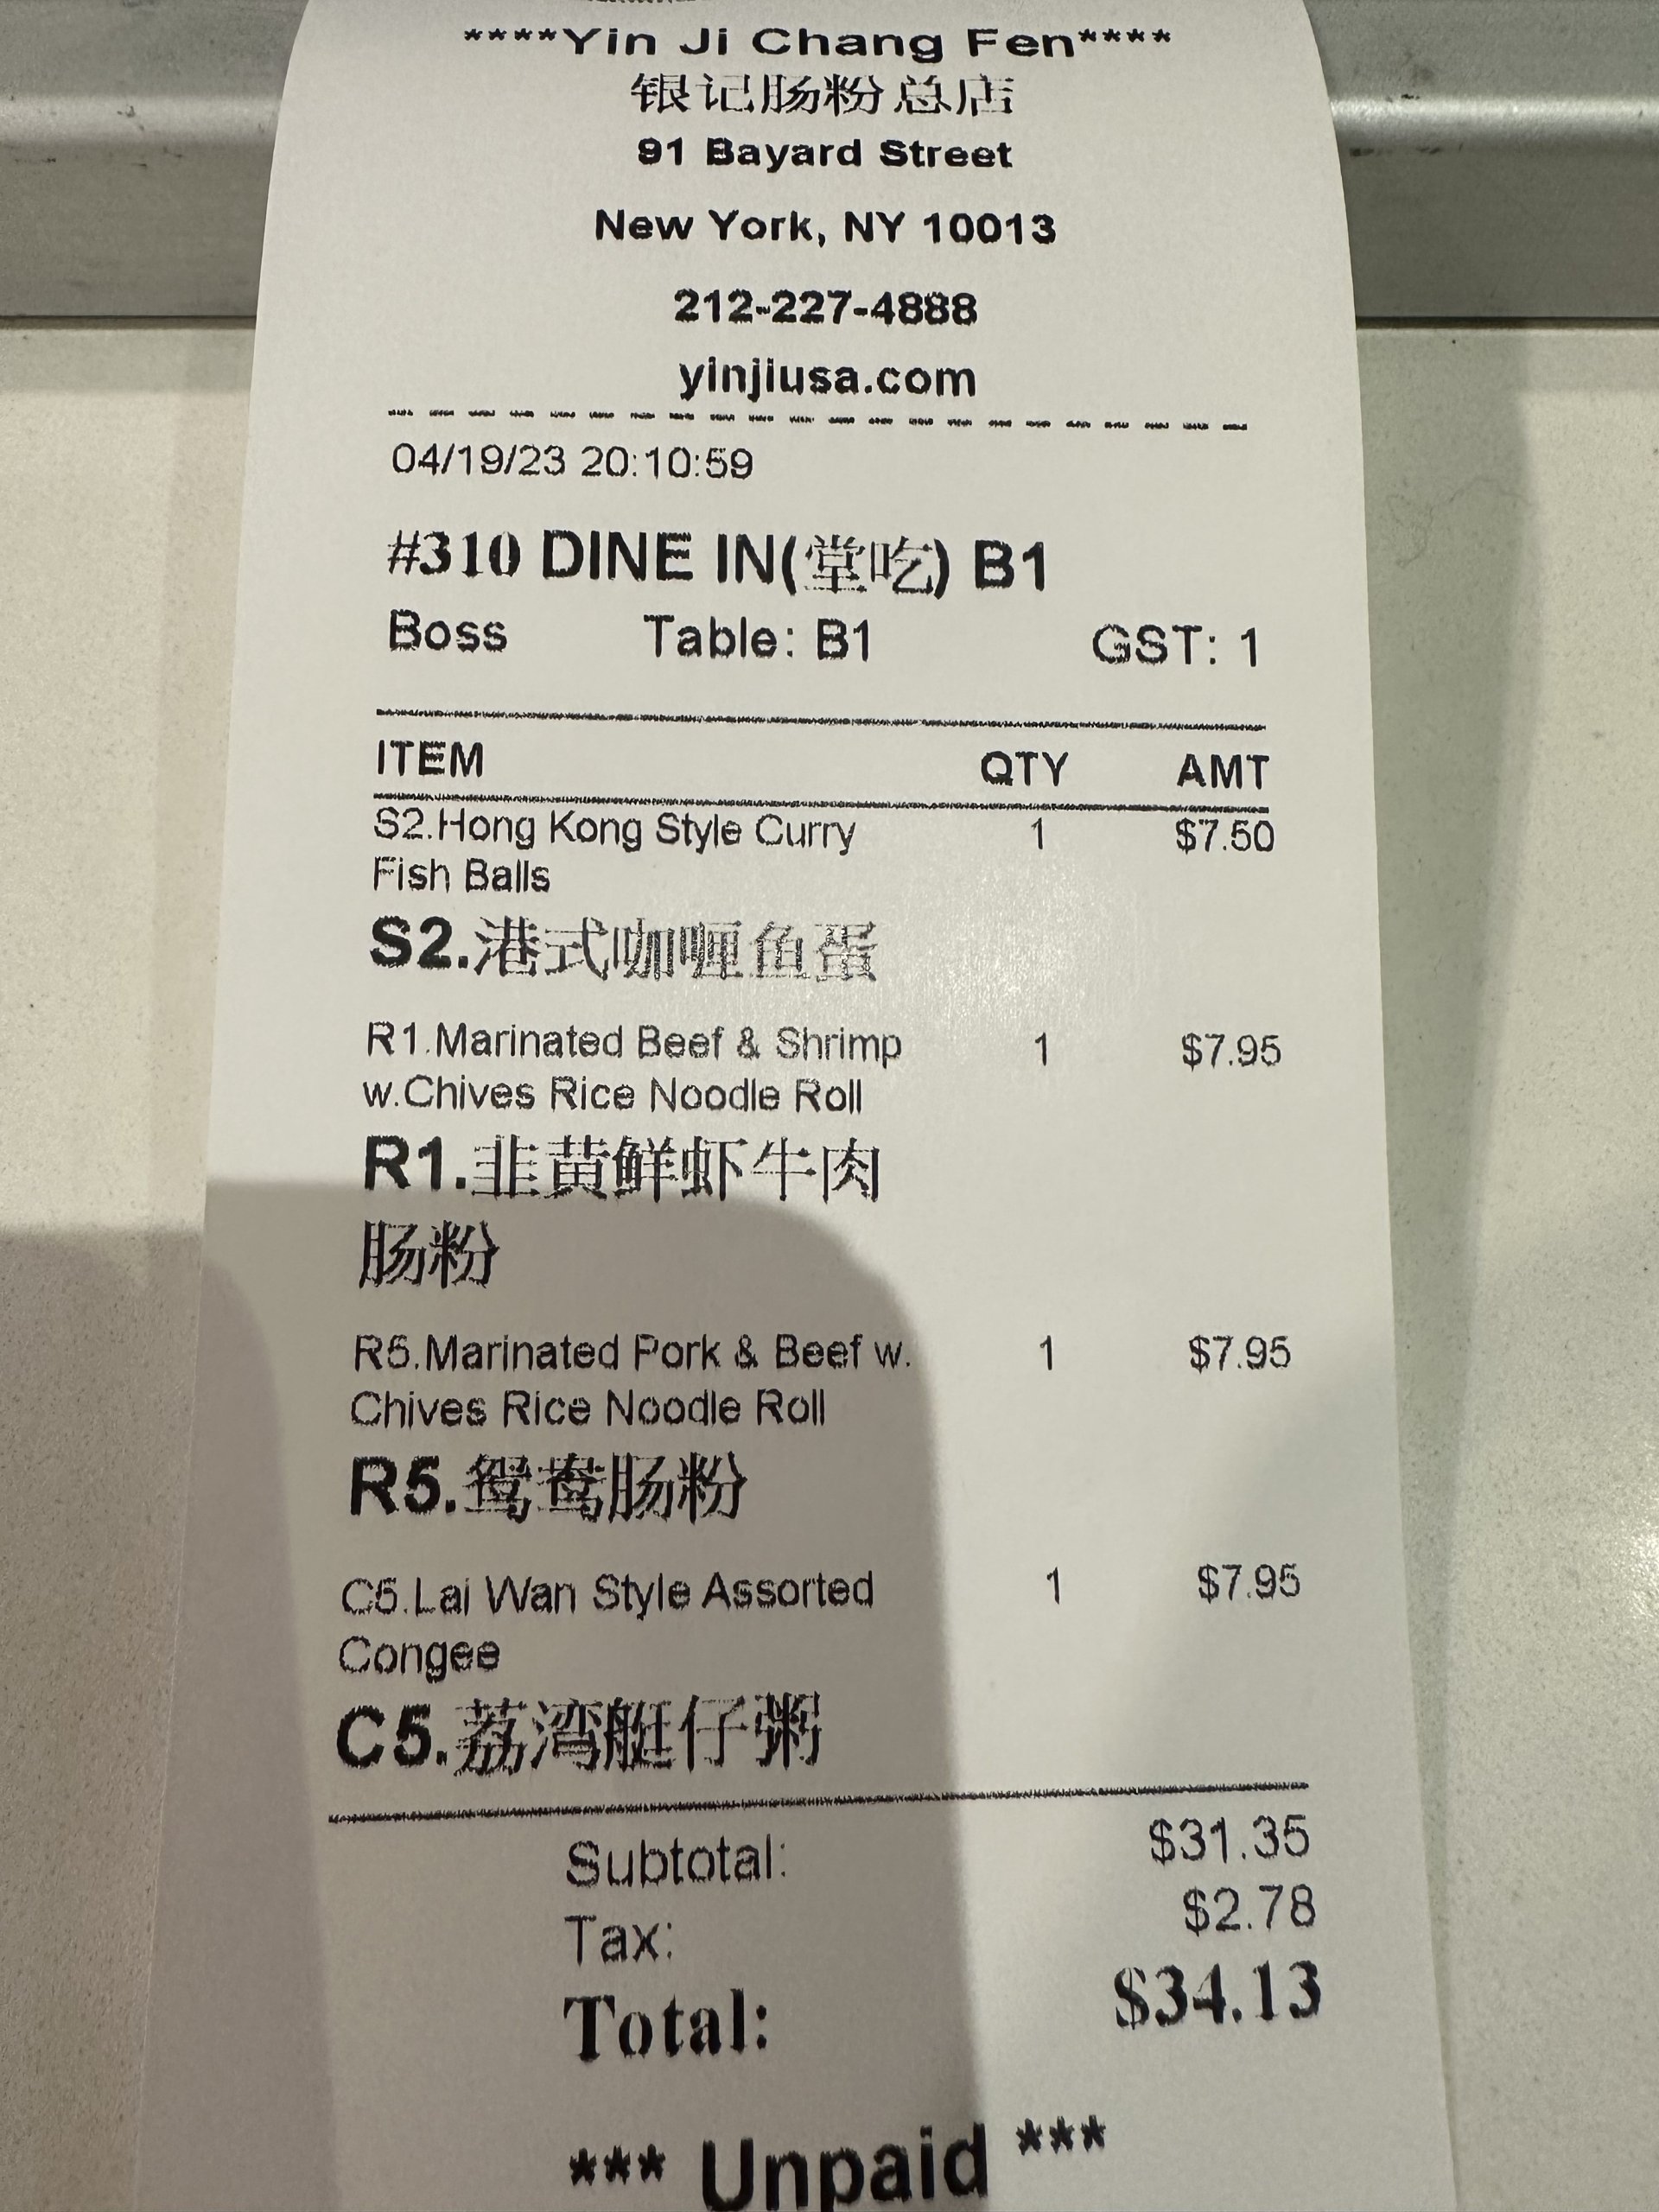 ****Yin Ji Chang Fen****
银记肠粉总店
91 Bayard Street
New York, NY 10013
212-227-4888
yinjiusa.com
04/19/23 20:10:59
#310 DINE IN(堂吃) B1
Boss Table: B1 GST: 1
ITEM QTY AMT
S2.Hong Kong Style Curry 1 $7.50
Fish Balls
S2.港式咖喱鱼蛋
R1.Marinated Beef & Shrimp 1 $7.95
w.Chives Rice Noodle Roll
R1.韭黄鲜虾牛肉
肠粉
R5.Marinated Pork & Beef w. 1 $7.95
Chives Rice Noodle Roll
R5.鸳鸯肠粉
C5.Lai Wan Style Assorted 1 $7.95
Congee
C5.荔湾艇仔粥
Subtotal: $31.35
Tax: $2.78
Total: $34.13
*** Unpaid ***